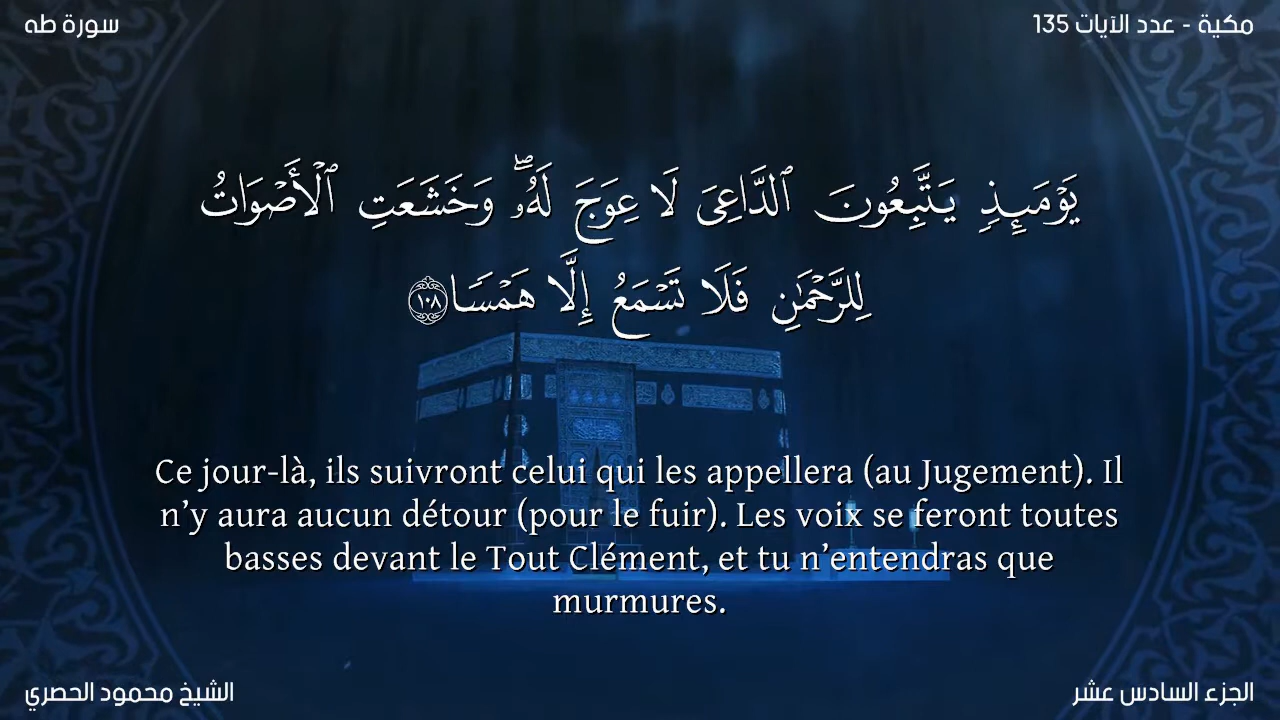 سورة طه
مكية - عدد الآيات 135
يَوْمَئِذٍ يَتَّبِعُونَ ٱلدَّاعِىَ لَا عِوَجَ لَهُۥۖ وَخَشَعَتِ ٱلْأَصْوَاتُ
لِلرَّحْمَٰنِ فَلَا تَسْمَعُ إِلَّا هَمْسًا ١٠٨
Ce jour-là, ils suivront celui qui les appellera (au Jugement). Il
n’y aura aucun détour (pour le fuir). Les voix se feront toutes
basses devant le Tout Clément, et tu n’entendras que
murmures.
الشيخ محمود الحصري
الجزء السادس عشر